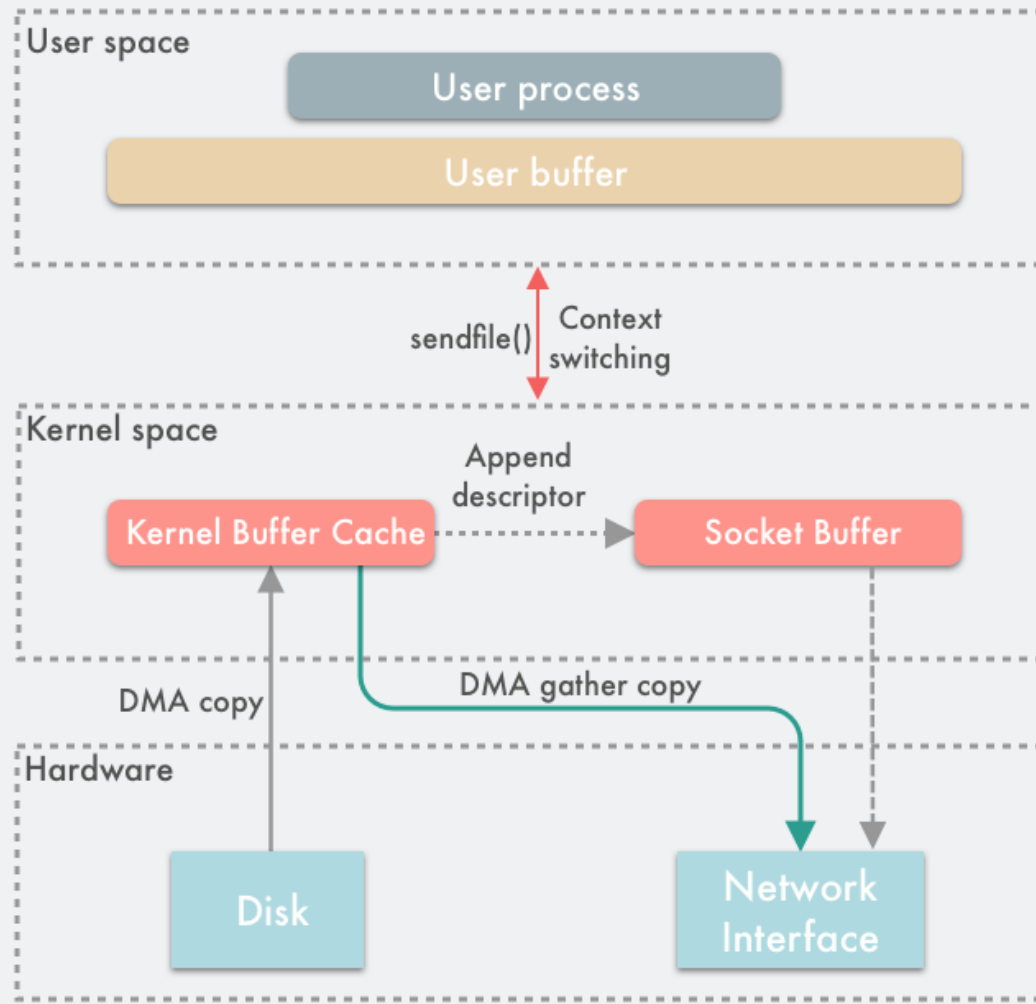 User space
User process
User buffer
sendfile()
Context
switching
Kernel space
Append
descriptor
Kernel Buffer Cache
Socket Buffer
DMA copy
DMA gather copy
Hardware
Disk
Network
Interface